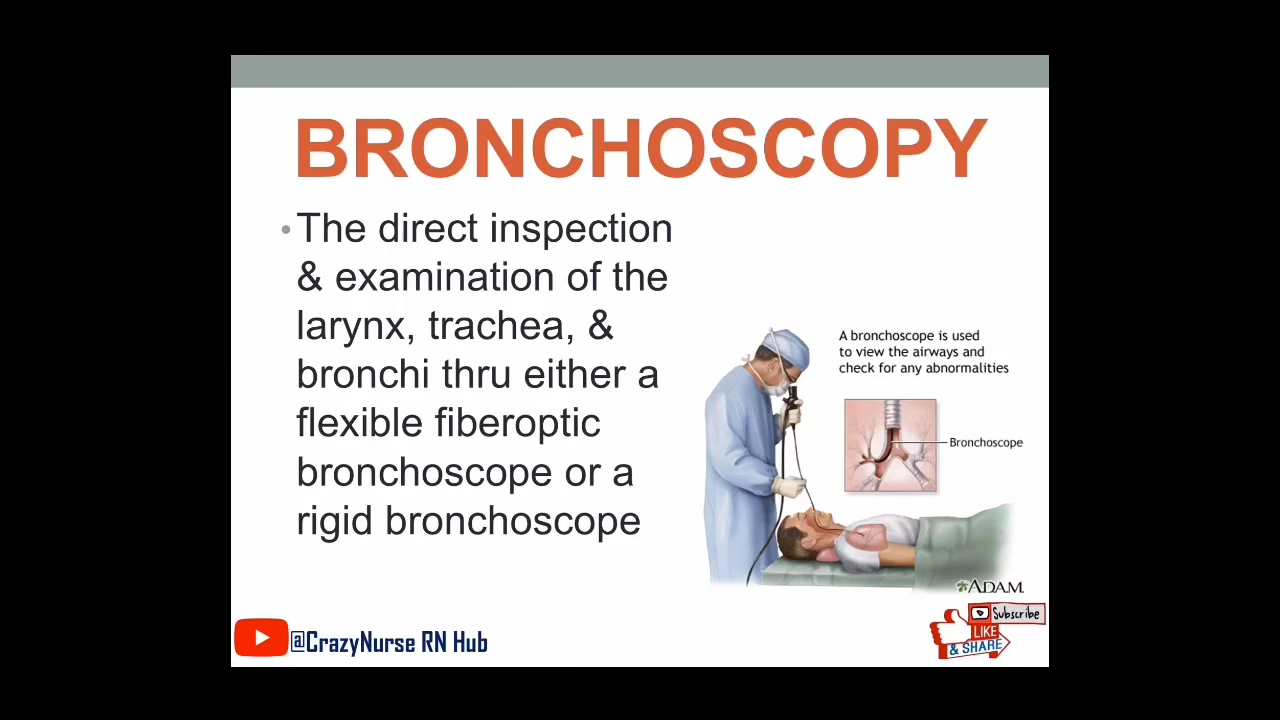 BRONCHOSCOPY
•The direct inspection
& examination of the
larynx, trachea, &
bronchi thru either a
flexible fiberoptic
bronchoscope or a
rigid bronchoscope
A bronchoscope is used
to view the airways and
check for any abnormalities
Bronchoscope
ADAM.
@CrazyNurse RN Hub
Subscribe
LIKE
& SHARE